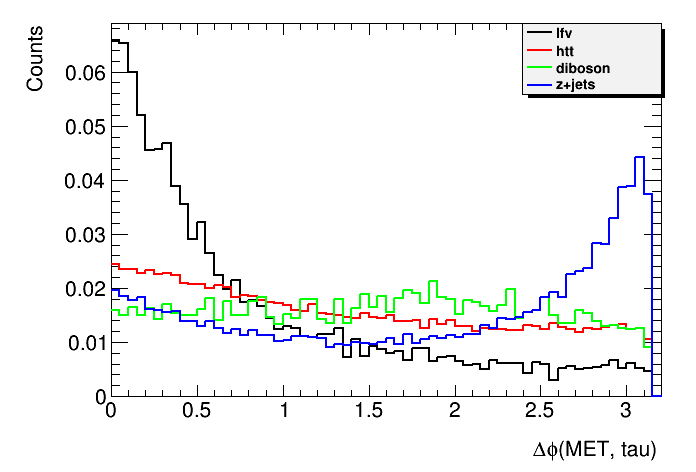 Counts
0.06
0.05
0.04
0.03
0.02
0.01
0
lfv
htt
diboson
z+jets
0 0.5 1 1.5 2 2.5 3
Δϕ(MET, tau)